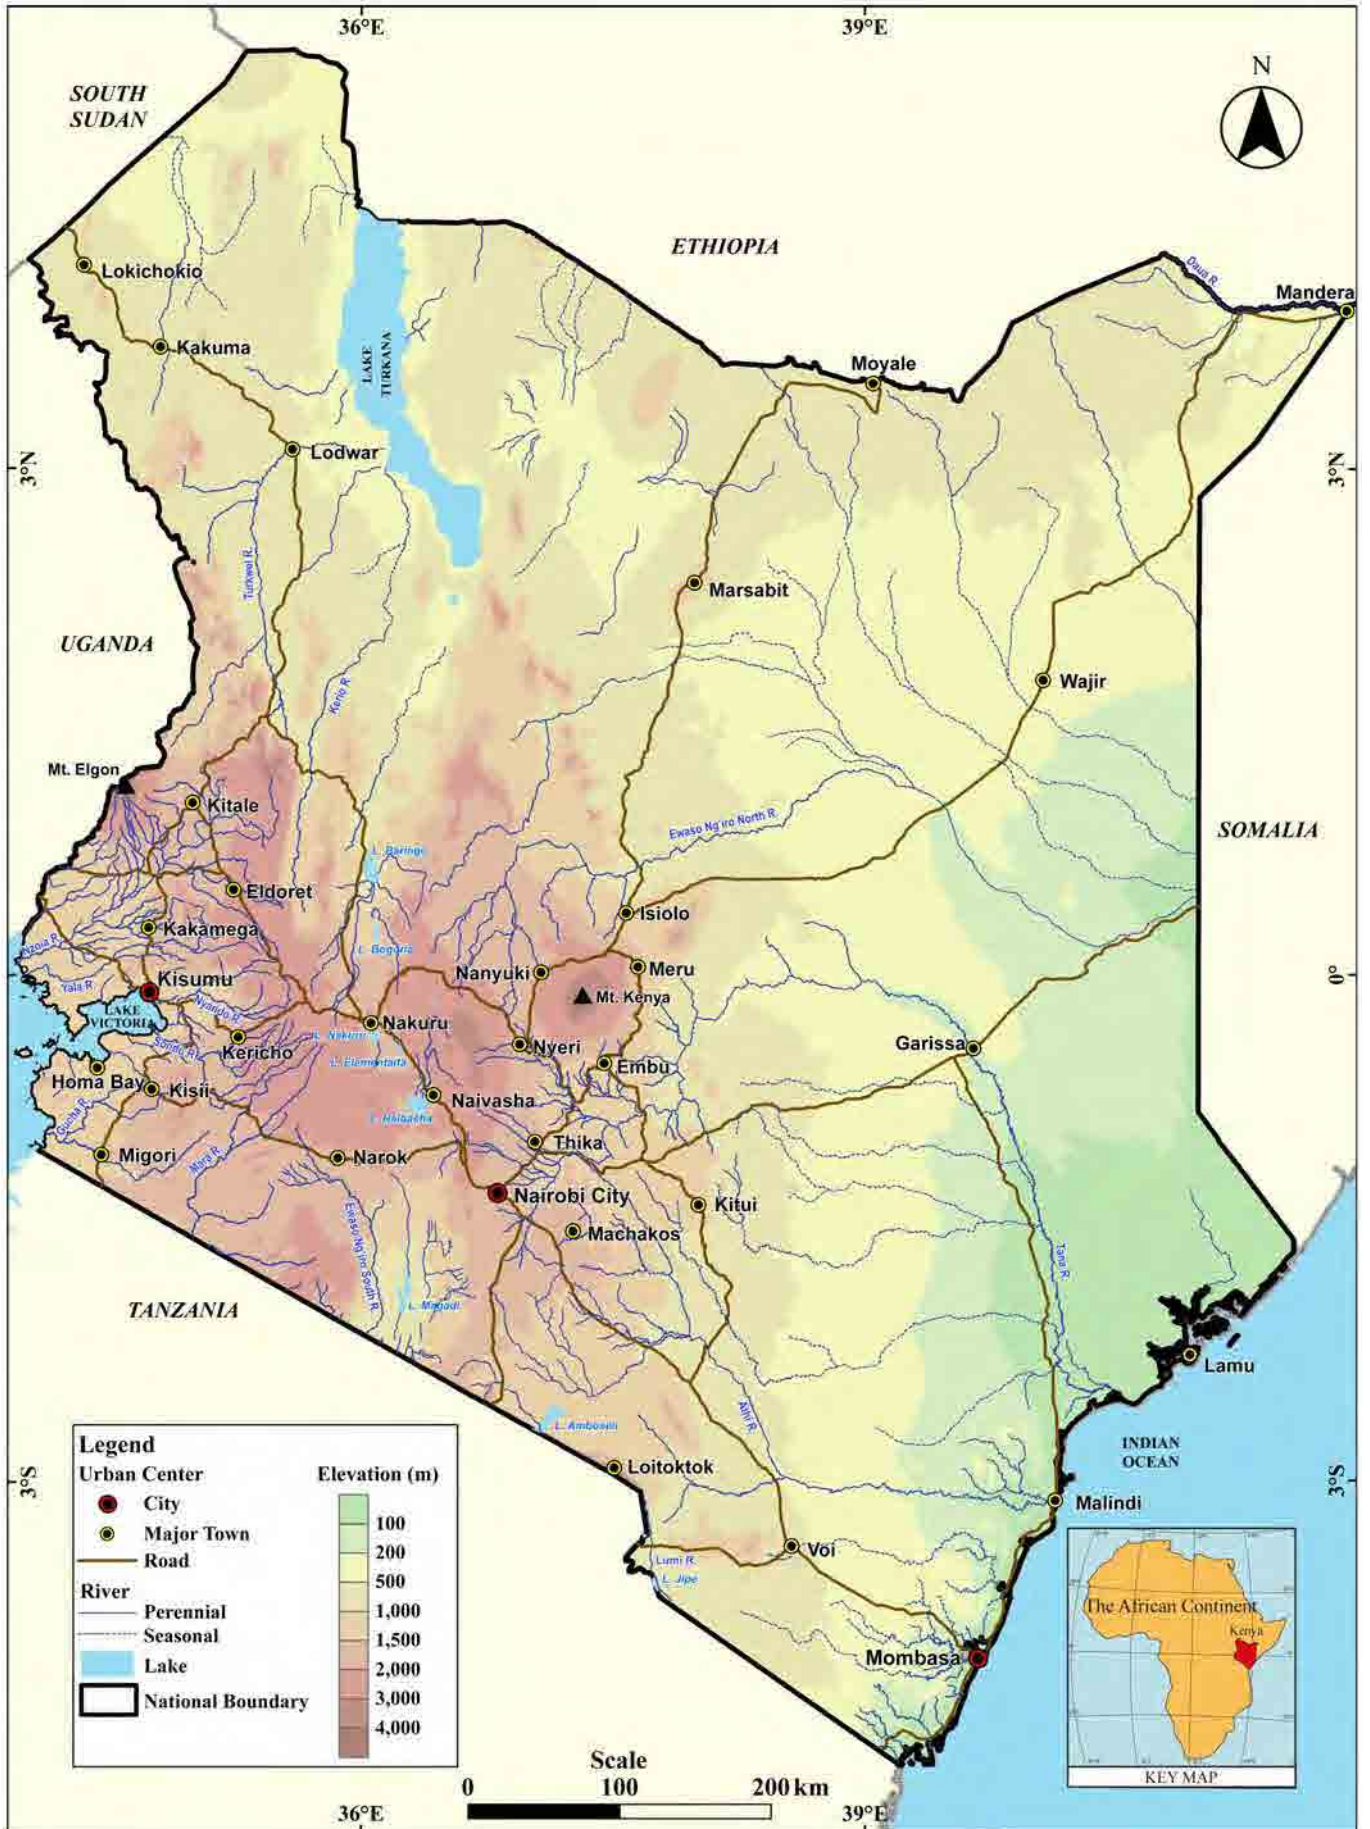 36°E
39°E
N
SOUTH
SUDAN
ETHIOPIA
Daua R.
Mandera
Lokichokio
Kakuma
LAKE
TURKANA
Moyale
Lodwar
3°N
3°N
Turkwel R.
Marsabit
UGANDA
Kerio R.
Wajir
Mt. Elgon
Kitale
Ewaso Ng'iro North R.
SOMALIA
L. Baringo
Eldoret
Isiolo
Kakamega
Nzoia R.
L. Bogoria
Nanyuki
Meru
0°
Kisumu
Yala R.
Mt. Kenya
LAKE
VICTORIA
Nyando R.
Nakuru
L. Nakuru
Sondo R.
Kericho
Nyeri
Garissa
L. Elementaita
Embu
Homa Bay
Kisii
Naivasha
Gucha R.
Thika
Migori
Mara R.
Narok
Nairobi City
Kitui
Machakos
Ewaso Ng'iro South R.
Tana R.
TANZANIA
L. Magadi
Lamu
Athi R.
L. Amboseli
INDIAN
OCEAN
Loitoktok
3°S
3°S
Malindi
Voi
Lumi R.
L. Jipe
Mombasa
Legend
Urban Center
City
Major Town
Road
River
Perennial
Seasonal
Lake
National Boundary
Elevation (m)
100
200
500
1,000
1,500
2,000
3,000
4,000
The African Continent
Kenya
KEY MAP
Scale
0 100 200 km
36°E
39°E